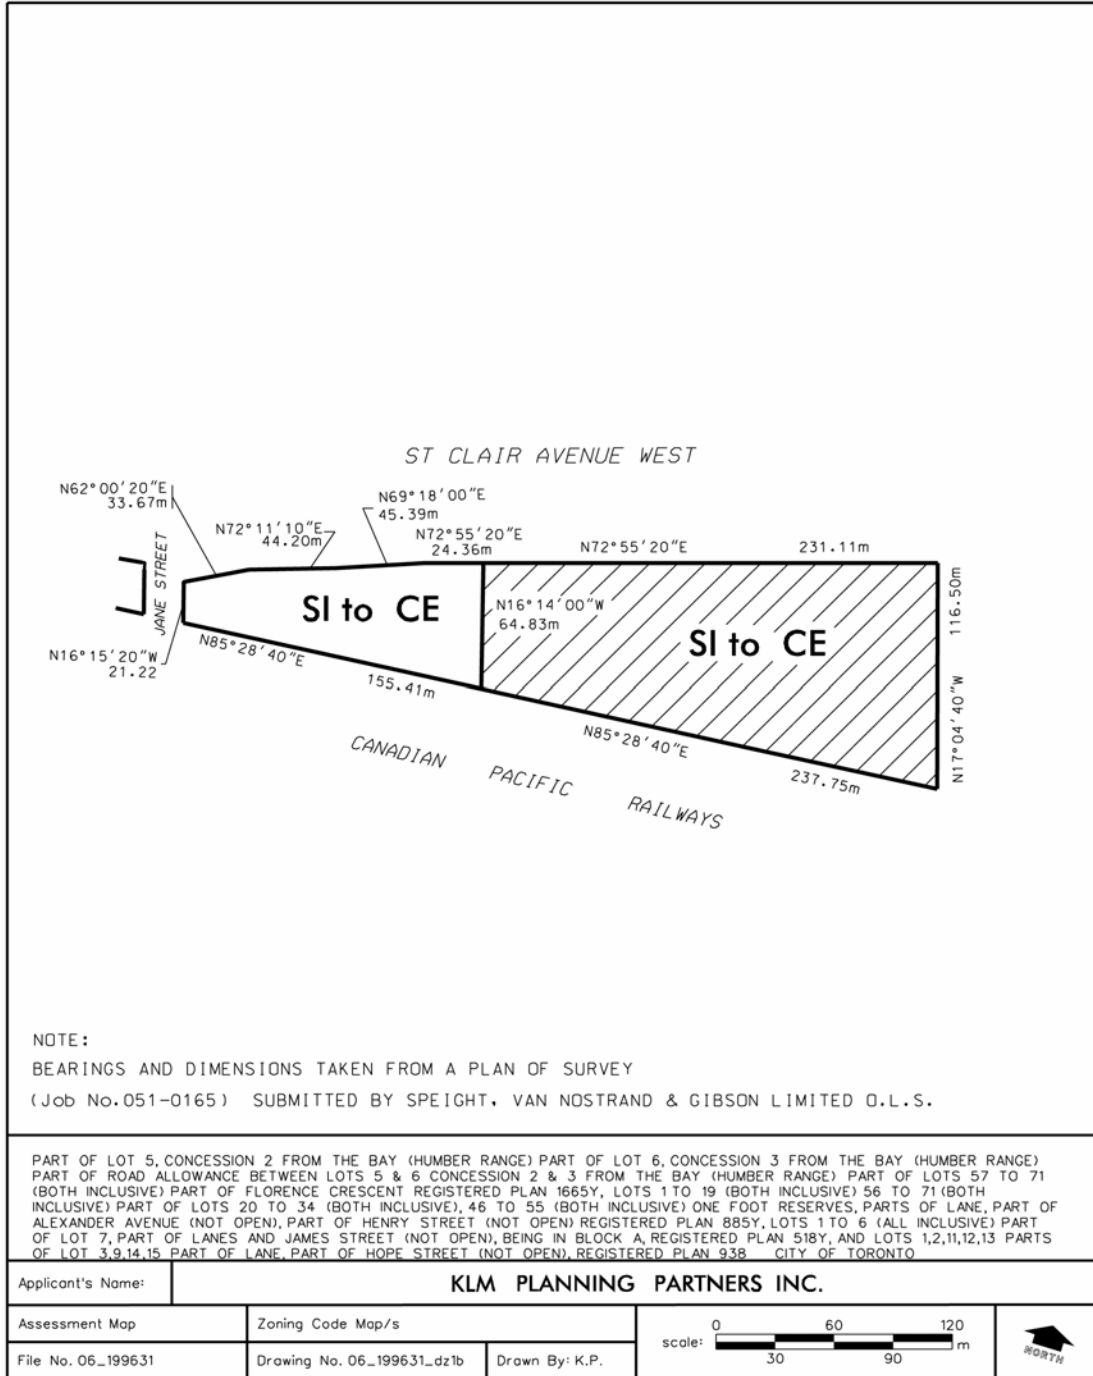 ST CLAIR AVENUE WEST
N62°00'20"E
33.67m
N69°18'00"E
45.39m
N72°11'10"E
44.20m
N72°55'20"E
24.36m
N72°55'20"E
231.11m
JANE STREET
SI to CE
N16°14'00"W
64.83m
SI to CE
116.50m
N17°04'40"W
N16°15'20"W
21.22
N85°28'40"E
155.41m
N85°28'40"E
237.75m
CANADIAN PACIFIC RAILWAYS
NOTE:
BEARINGS AND DIMENSIONS TAKEN FROM A PLAN OF SURVEY
(Job No.051-0165) SUBMITTED BY SPEIGHT, VAN NOSTRAND & GIBSON LIMITED O.L.S.
PART OF LOT 5, CONCESSION 2 FROM THE BAY (HUMBER RANGE) PART OF LOT 6, CONCESSION 3 FROM THE BAY (HUMBER RANGE)
PART OF ROAD ALLOWANCE BETWEEN LOTS 5 & 6 CONCESSION 2 & 3 FROM THE BAY (HUMBER RANGE) PART OF LOTS 57 TO 71
(BOTH INCLUSIVE) PART OF FLORENCE CRESCENT REGISTERED PLAN 1665Y, LOTS 1 TO 19 (BOTH INCLUSIVE) 56 TO 71 (BOTH
INCLUSIVE) PART OF LOTS 20 TO 34 (BOTH INCLUSIVE), 46 TO 55 (BOTH INCLUSIVE) ONE FOOT RESERVES, PARTS OF LANE, PART OF
ALEXANDER AVENUE (NOT OPEN), PART OF HENRY STREET (NOT OPEN) REGISTERED PLAN 885Y, LOTS 1 TO 6 (ALL INCLUSIVE) PART
OF LOT 7, PART OF LANES AND JAMES STREET (NOT OPEN), BEING IN BLOCK A, REGISTERED PLAN 518Y, AND LOTS 1,2,11,12,13 PARTS
OF LOT 3,9,14,15 PART OF LANE, PART OF HOPE STREET (NOT OPEN), REGISTERED PLAN 938 CITY OF TORONTO
Applicant's Name:
KLM PLANNING PARTNERS INC.
Assessment Map
Zoning Code Map/s
File No. 06_199631
Drawing No. 06_199631_dz1b
Drawn By: K.P.
scale:
0 60 120
m
30 90
NORTH